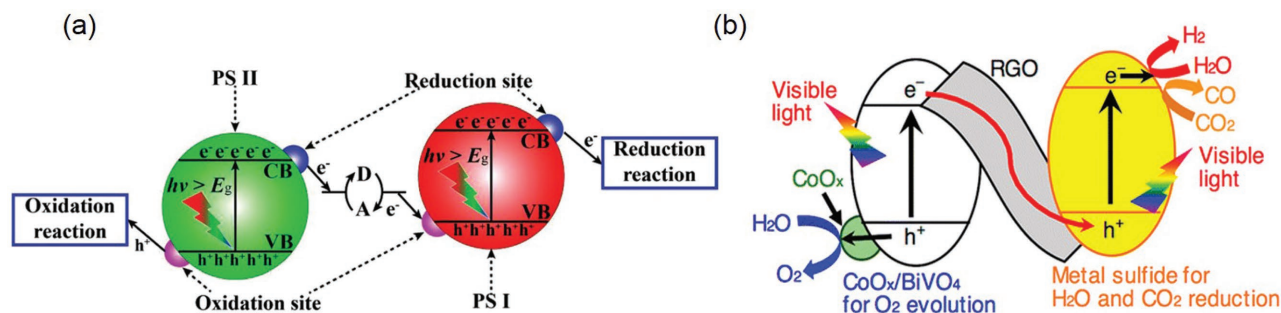 (a)
PS II
Reduction site
e⁻e⁻e⁻e⁻e⁻
CB
hν > Eg
VB
h⁺h⁺h⁺h⁺h⁺
Oxidation
reaction
h⁺
e⁻
D
A
e⁻
e⁻e⁻e⁻e⁻e⁻
CB
hν > Eg
VB
h⁺h⁺h⁺h⁺h⁺
e⁻
Reduction
reaction
Oxidation site
PS I
(b)
RGO
H₂
H₂O
CO
CO₂
e⁻
e⁻
Visible
light
Visible
light
CoOₓ
H₂O
O₂
h⁺
h⁺
CoOₓ/BiVO₄
for O₂ evolution
Metal sulfide for
H₂O and CO₂ reduction